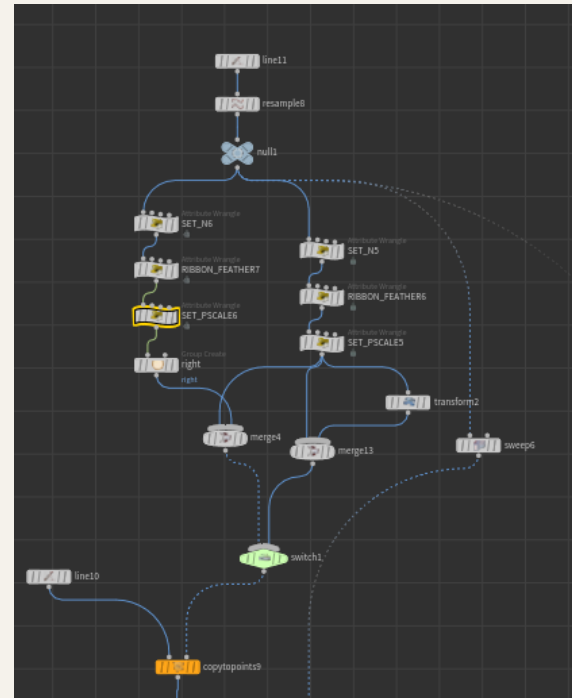 line11
resample8
null1
Attribute Wrangle
SET_N6
Attribute Wrangle
SET_N5
Attribute Wrangle
RIBBON_FEATHER7
Attribute Wrangle
RIBBON_FEATHER6
Attribute Wrangle
SET_PSCALE6
Attribute Wrangle
SET_PSCALE5
Group Create
right
right
transform2
merge4
merge13
sweep6
switch1
line10
copytopoints9